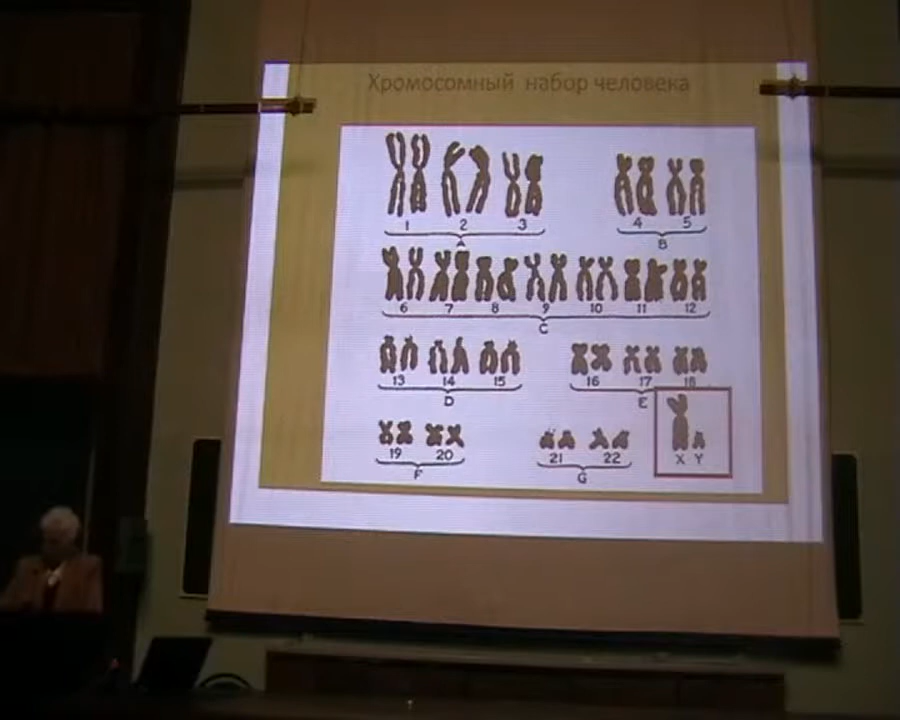 Хромосомный набор человека
1 2 3 4 5
A B
6 7 8 9 10 11 12
C
13 14 15 16 17 18
D E
19 20 21 22 X Y
F G